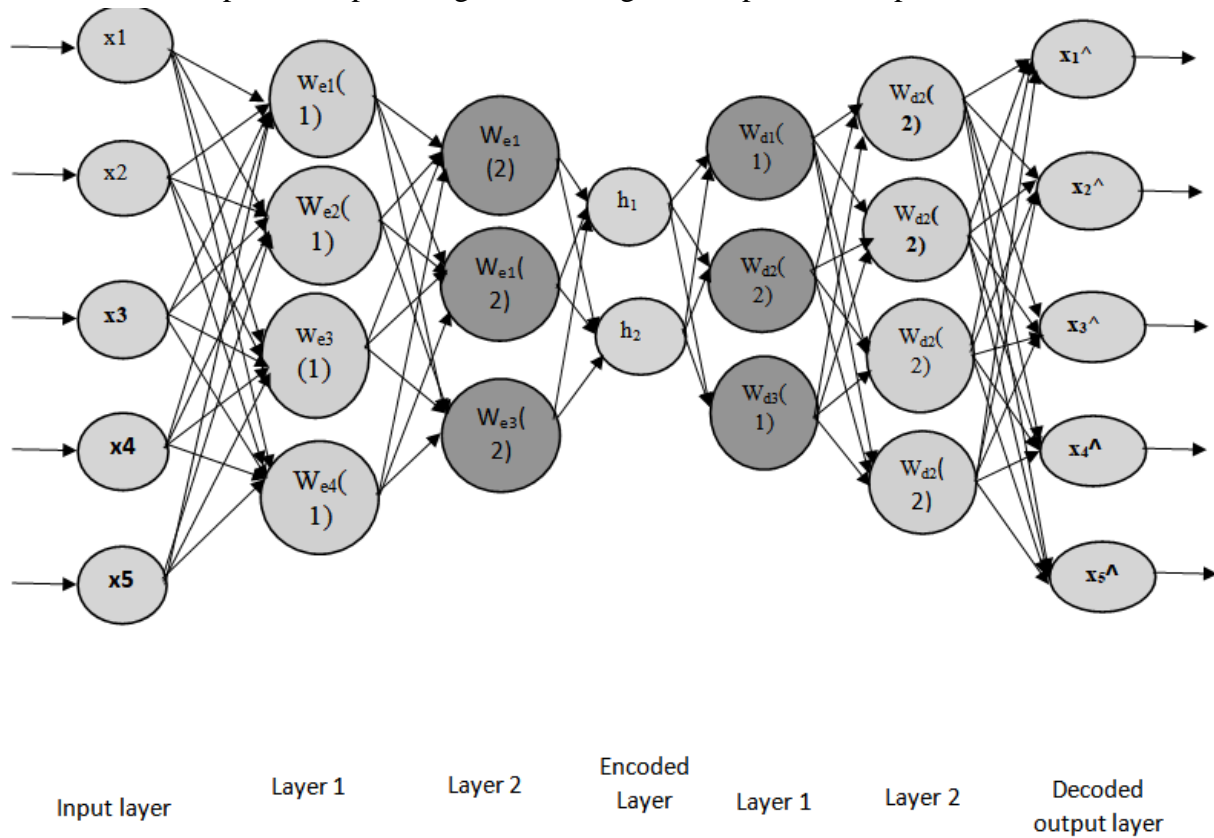 x1
x2
x3
x4
x5
We1(
1)
We2(
1)
We3
(1)
We4(
1)
We1
(2)
We1(
2)
We3(
2)
h1
h2
Wd1(
1)
Wd2(
2)
Wd3(
1)
Wd2(
2)
Wd2(
2)
Wd2(
2)
Wd2(
2)
x1^
x2^
x3^
x4^
x5^
Input layer
Layer 1
Layer 2
Encoded
Layer
Layer 1
Layer 2
Decoded
output layer